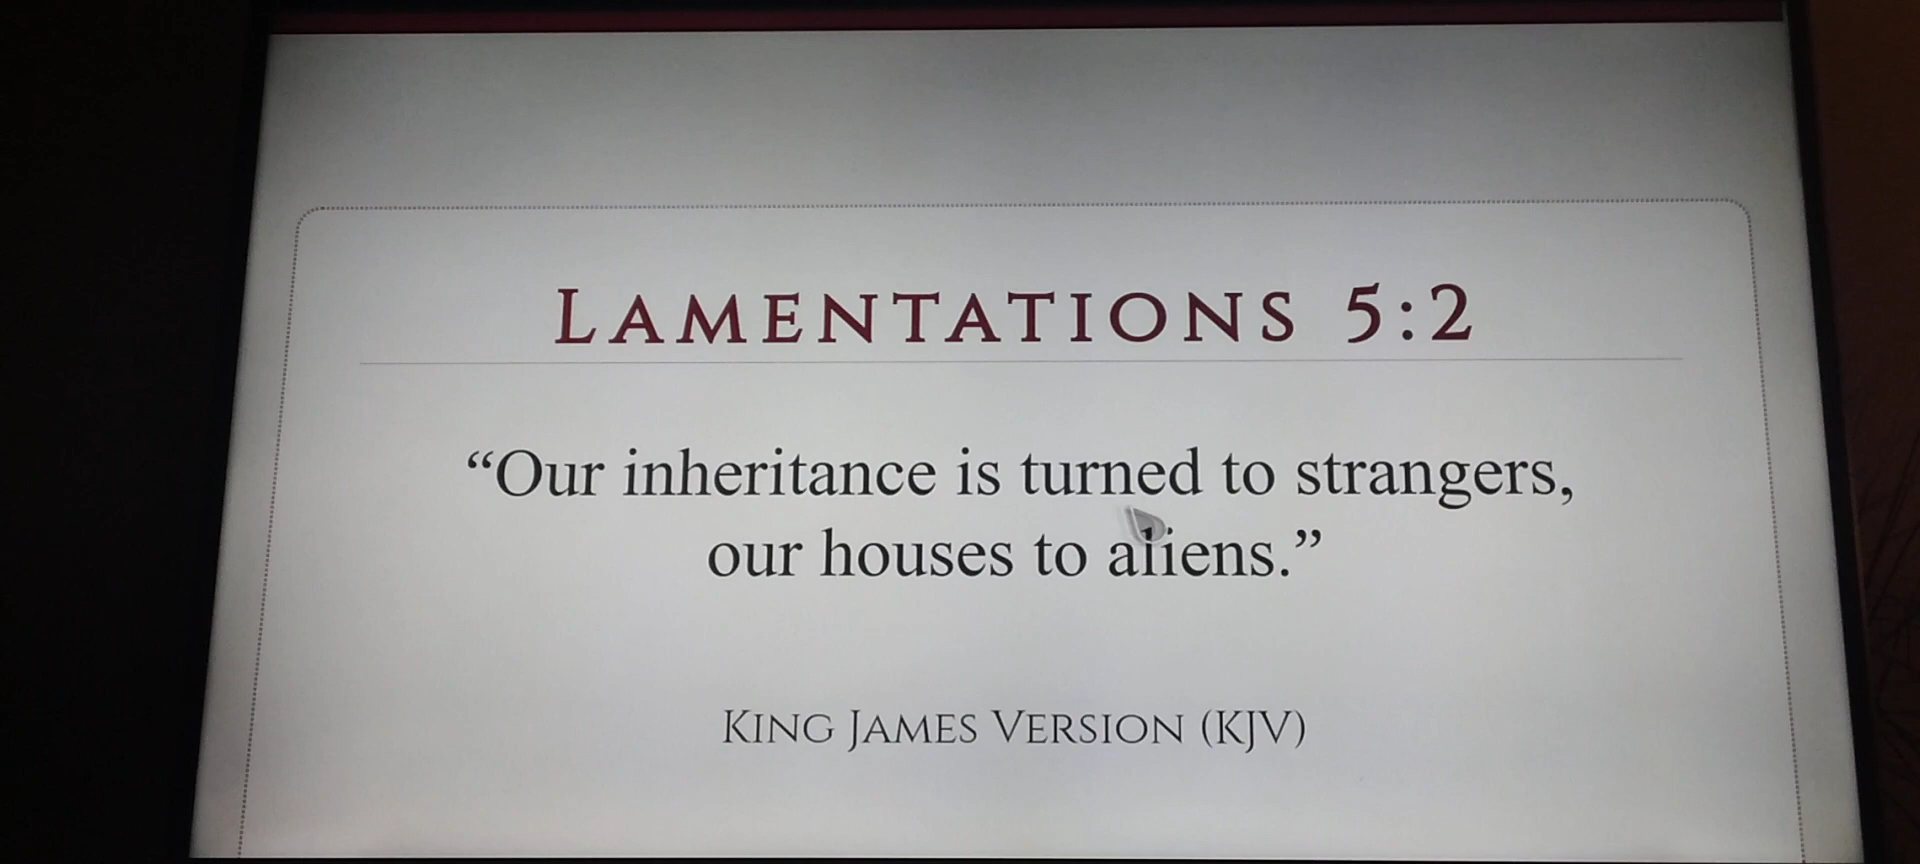 LAMENTATIONS 5:2
“Our inheritance is turned to strangers,
our houses to aliens.”
KING JAMES VERSION (KJV)